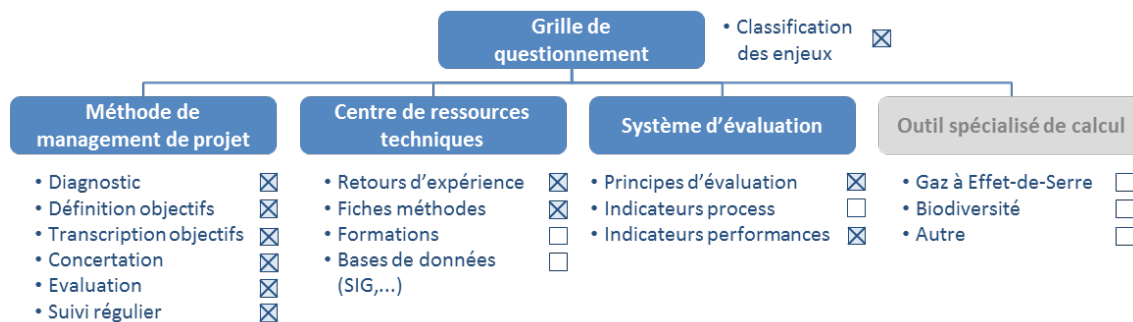 Grille de
questionnement
• Classification
des enjeux
Méthode de
management de projet
• Diagnostic
• Définition objectifs
• Transcription objectifs
• Concertation
• Evaluation
• Suivi régulier
Centre de ressources
techniques
• Retours d’expérience
• Fiches méthodes
• Formations
• Bases de données
(SIG,...)
Système d’évaluation
• Principes d’évaluation
• Indicateurs process
• Indicateurs performances
Outil spécialisé de calcul
• Gaz à Effet-de-Serre
• Biodiversité
• Autre